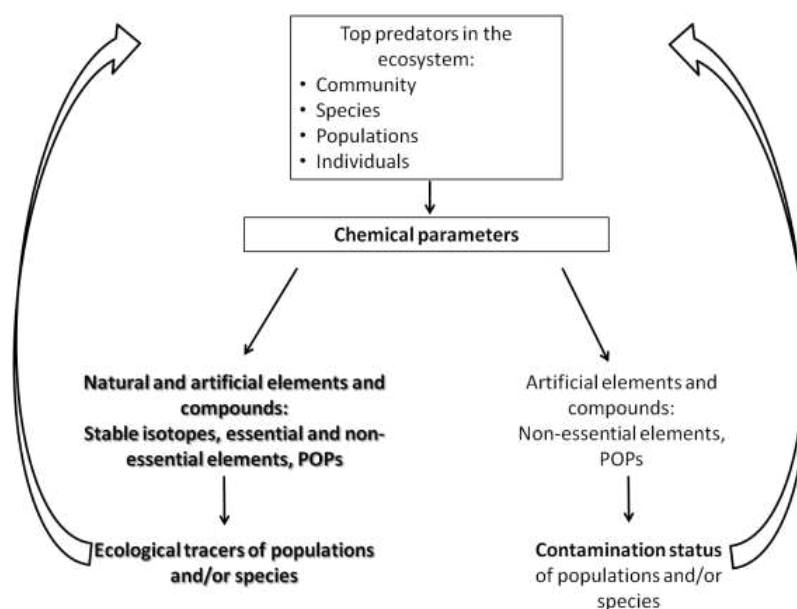 Top predators in the
ecosystem:
• Community
• Species
• Populations
• Individuals
Chemical parameters
Natural and artificial elements and
compounds:
Stable isotopes, essential and non-
essential elements, POPs
Artificial elements and
compounds:
Non-essential elements,
POPs
Ecological tracers of populations
and/or species
Contamination status
of populations and/or
species